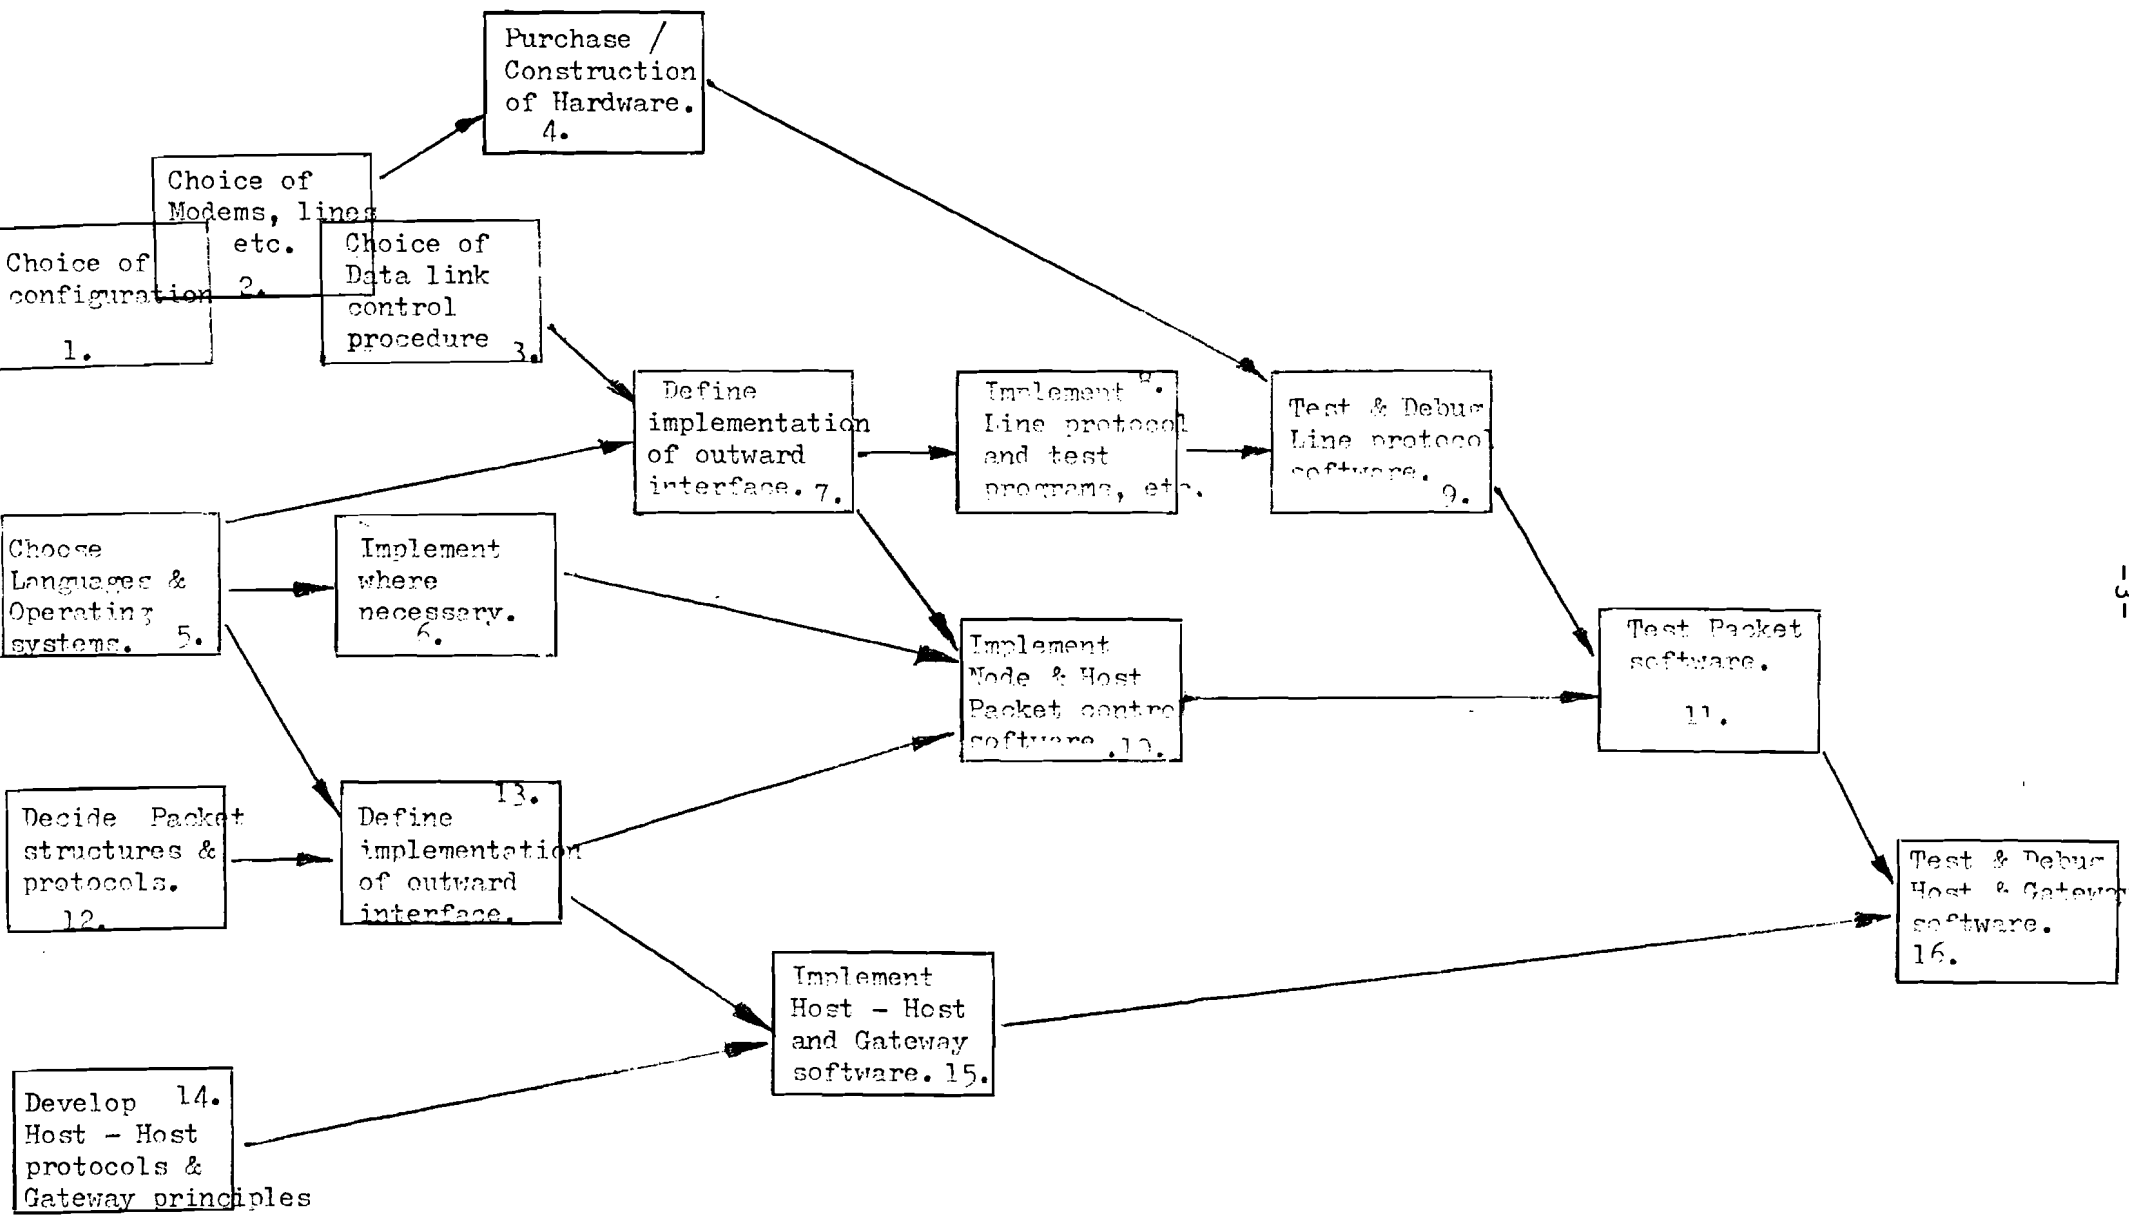 Purchase /
Construction
of Hardware.
4.
Choice of
Modems, lines
etc.
2.
Choice of
configuration
1.
Choice of
Data link
control
procedure 3.
Define
implementation
of outward
interface. 7.
Implement 8.
Line protocol
and test
programs, etc.
Test & Debug
Line protocol
software.
9.
Choose
Languages &
Operating
systems. 5.
Implement
where
necessary.
6.
Implement
Node & Host
Packet contro
software .10.
Test Packet
software.
11.
Decide Packet
structures &
protocols.
12.
13.
Define
implementation
of outward
interface.
Test & Debug
Host & Gateway
software.
16.
Implement
Host - Host
and Gateway
software. 15.
Develop 14.
Host - Host
protocols &
Gateway principles
-3-